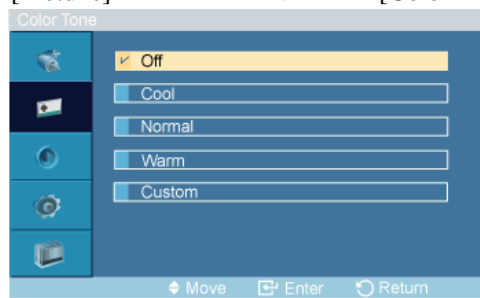 Color Tone
Off
Cool
Normal
Warm
Custom
Move Enter Return